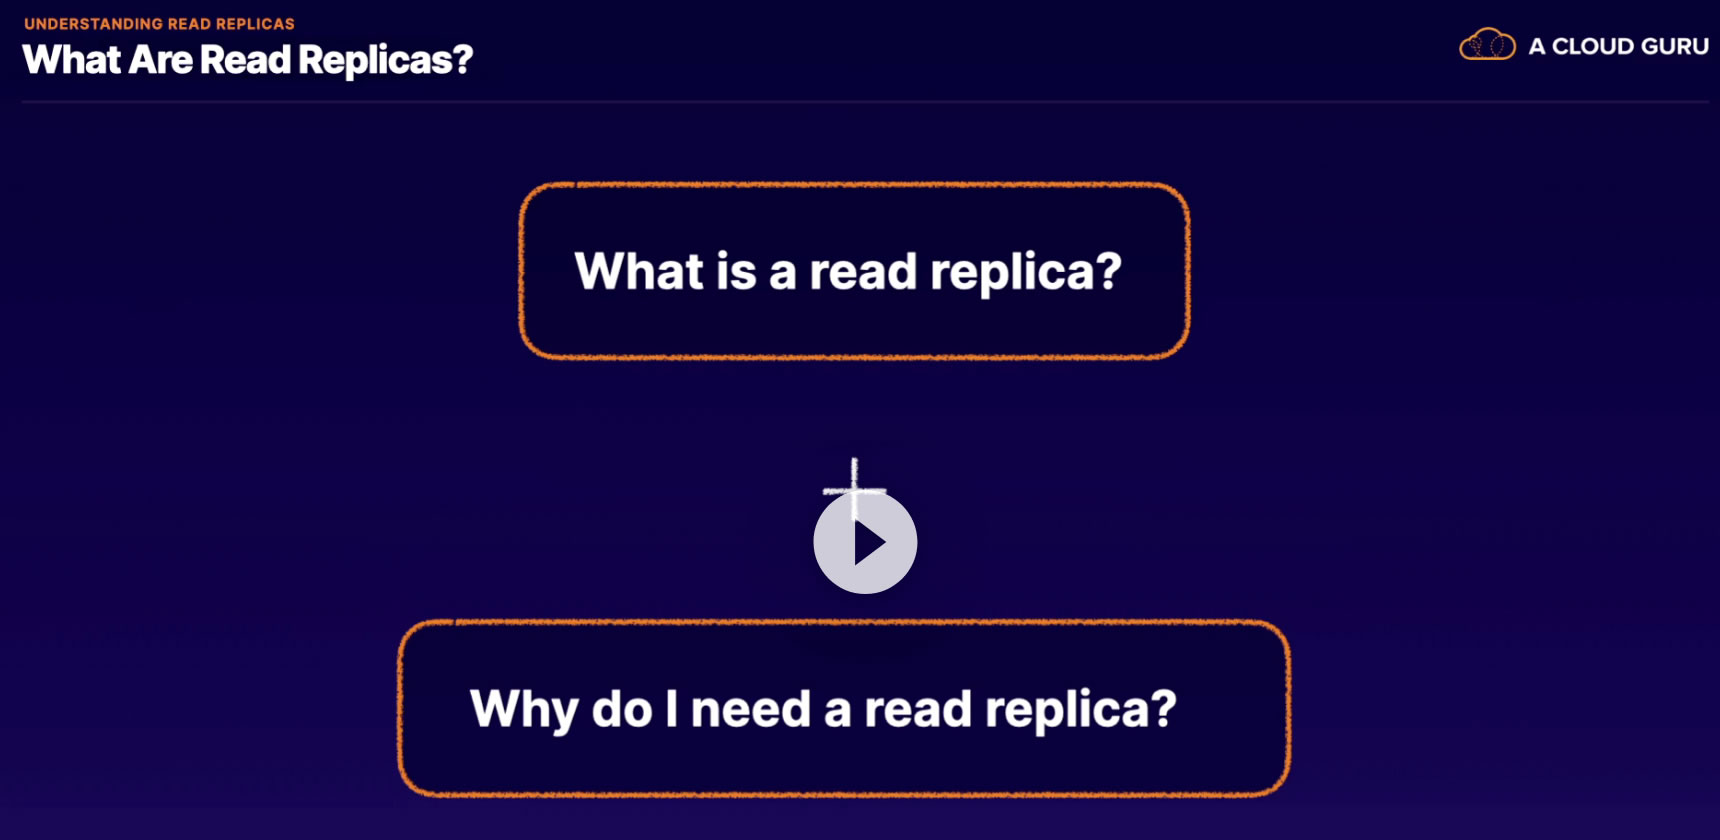 UNDERSTANDING READ REPLICAS
What Are Read Replicas?
A CLOUD GURU
What is a read replica?
Why do I need a read replica?